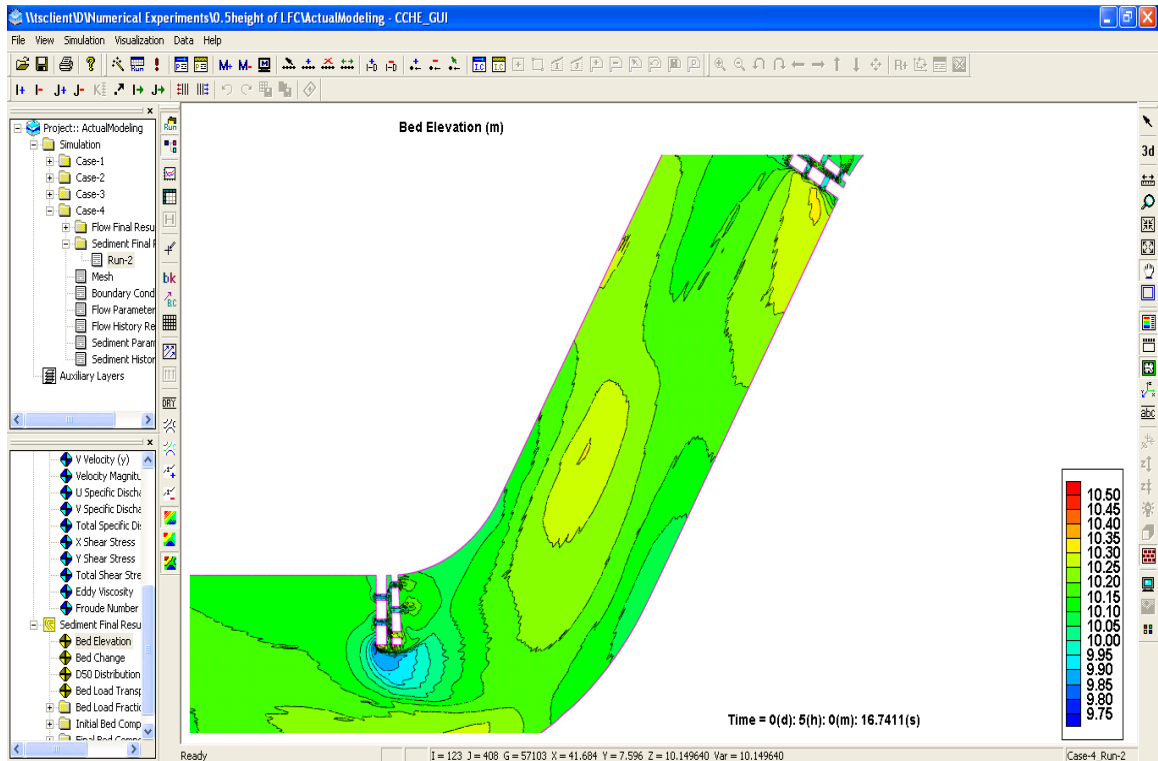 \\tsclient\D\Numerical Experiments\0.5height of LFC\ActualModeling - CCHE_GUI
File View Simulation Visualization Data Help
Run
M+ M-
I+ I- J+ J- I+ J+
R+
Project:: ActualModeling
Simulation
Case-1
Case-2
Case-3
Case-4
Flow Final Resu
Sediment Final R
Run-2
Mesh
Boundary Cond
Flow Parameter
Flow History Re
Sediment Param
Sediment Histor
Auxiliary Layers
V Velocity (y)
Velocity Magnitu
U Specific Discha
V Specific Discha
Total Specific Dis
X Shear Stress
Y Shear Stress
Total Shear Stre
Eddy Viscosity
Froude Number
Sediment Final Resu
Bed Elevation
Bed Change
D50 Distribution
Bed Load Transp
Bed Load Fractic
Initial Bed Comp
Final Bed Compo
Run
bk
B.C
DRY
Bed Elevation (m)
Time = 0(d): 5(h): 0(m): 16.7411(s)
10.50
10.45
10.40
10.35
10.30
10.25
10.20
10.15
10.10
10.05
10.00
9.95
9.90
9.85
9.80
9.75
3d
abc
Ready
I = 123 J = 408 G = 57103 X = 41.684 Y = 7.596 Z = 10.149640 Var = 10.149640
Case-4 Run-2